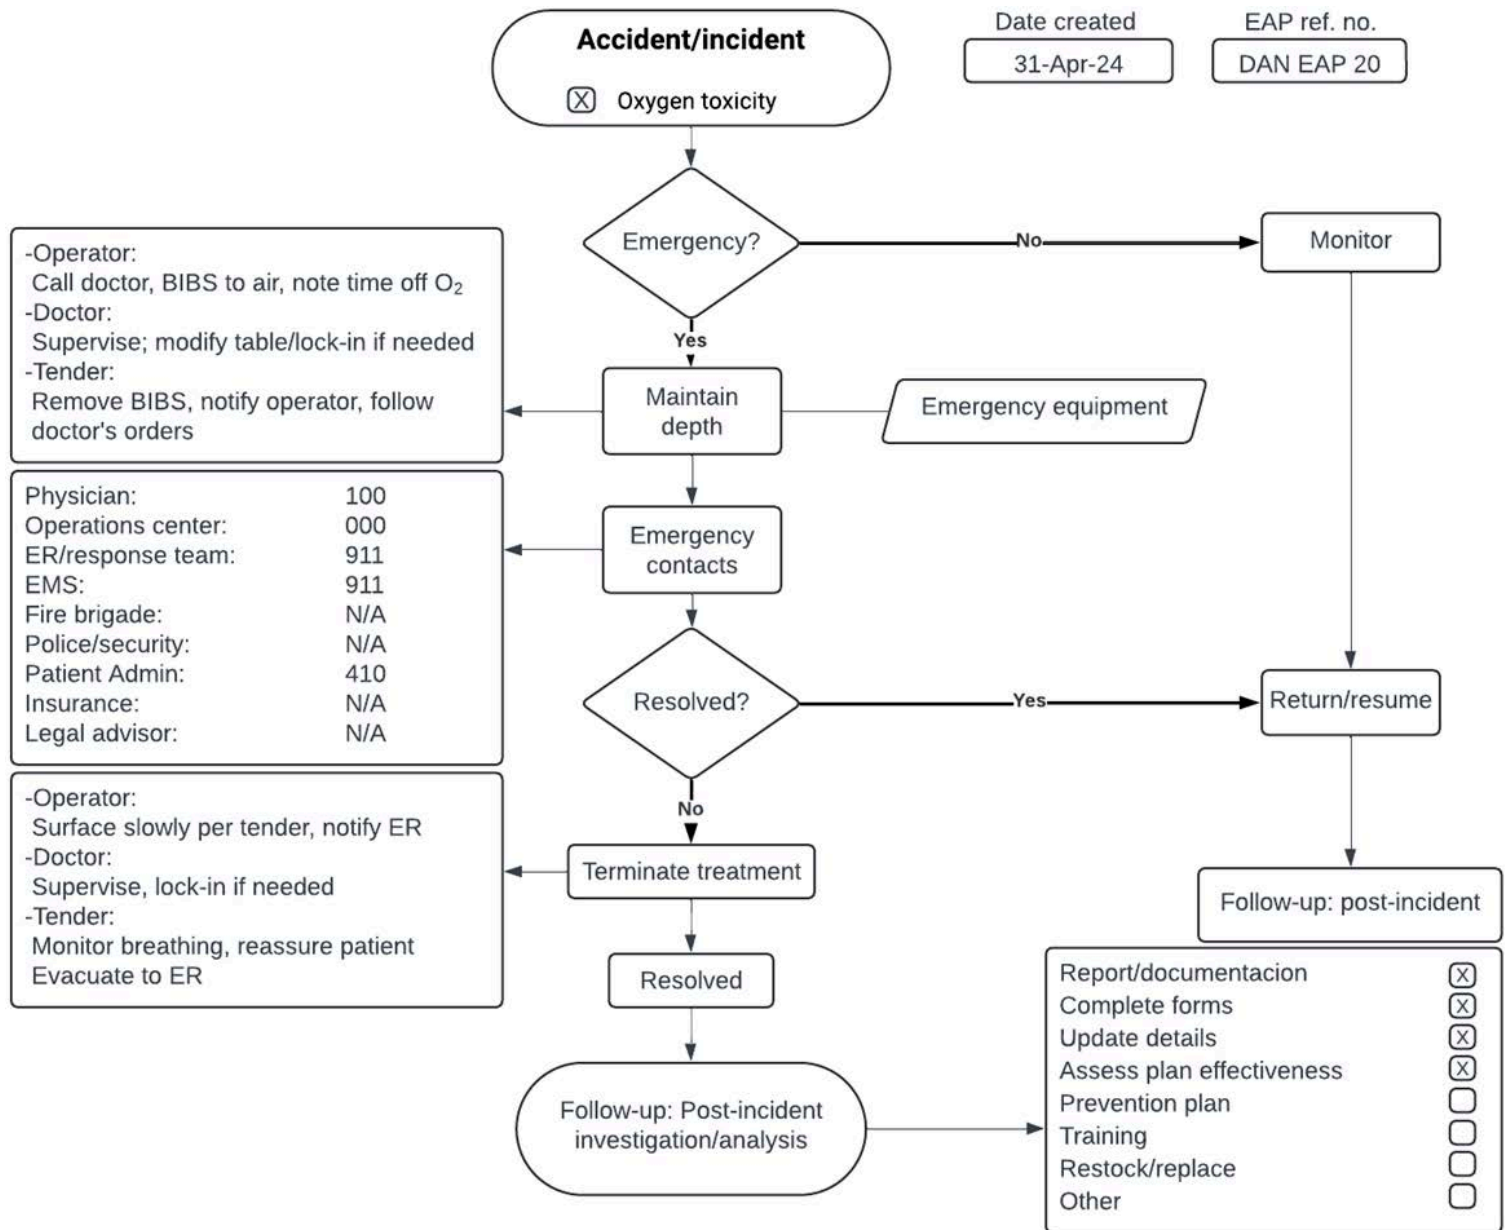 Accident/incident
X Oxygen toxicity
Date created
31-Apr-24
EAP ref. no.
DAN EAP 20
Emergency?
No
Monitor
Yes
-Operator:
Call doctor, BIBS to air, note time off O₂
-Doctor:
Supervise; modify table/lock-in if needed
-Tender:
Remove BIBS, notify operator, follow
doctor's orders
Maintain
depth
Emergency equipment
Physician: 100
Operations center: 000
ER/response team: 911
EMS: 911
Fire brigade: N/A
Police/security: N/A
Patient Admin: 410
Insurance: N/A
Legal advisor: N/A
Emergency
contacts
Resolved?
Yes
Return/resume
No
-Operator:
Surface slowly per tender, notify ER
-Doctor:
Supervise, lock-in if needed
-Tender:
Monitor breathing, reassure patient
Evacuate to ER
Terminate treatment
Resolved
Follow-up: Post-incident
investigation/analysis
Follow-up: post-incident
Report/documentacion X
Complete forms X
Update details X
Assess plan effectiveness X
Prevention plan
Training
Restock/replace
Other